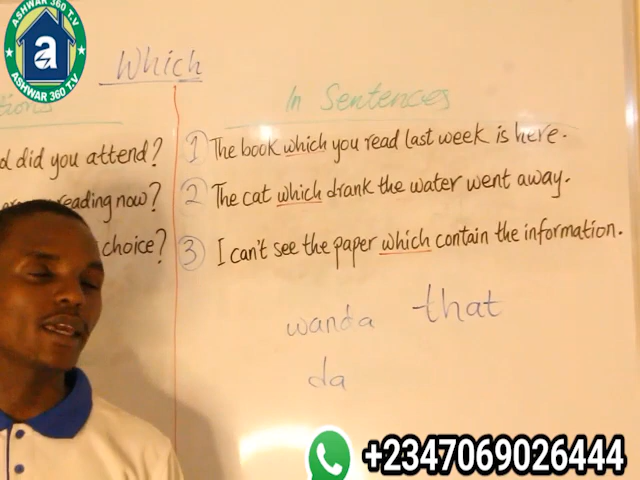 ASHWAR 360 T.V
a
ASHWAR 360 T.V
Which
In Sentences
did you attend?
reading now?
choice?
1 The book which you read last week is here.
2 The cat which drank the water went away.
3 I can't see the paper which contain the information.
wanda that
da
+2347069026444